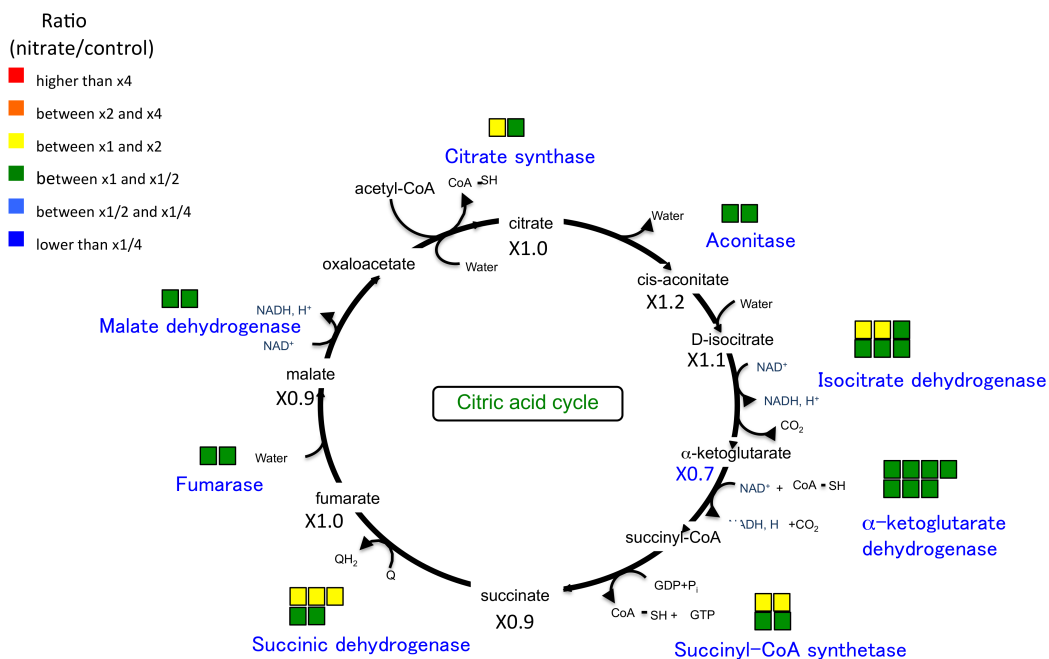 Ratio
(nitrate/control)
higher than x4
between x2 and x4
between x1 and x2
between x1 and x1/2
between x1/2 and x1/4
lower than x1/4
Citrate synthase
acetyl-CoA
CoA-SH
citrate
X1.0
Water
Water
Aconitase
oxaloacetate
cis-aconitate
X1.2
Water
Malate dehydrogenase
NADH, H⁺
NAD⁺
D-isocitrate
X1.1
NAD⁺
Isocitrate dehydrogenase
NADH, H⁺
CO₂
malate
X0.9
Citric acid cycle
α-ketoglutarate
X0.7
NAD⁺ + CoA-SH
NADH, H +CO₂
α-ketoglutarate
dehydrogenase
Water
Fumarase
fumarate
X1.0
succinyl-CoA
QH₂
Q
GDP+Pᵢ
CoA-SH + GTP
succinate
X0.9
Succinic dehydrogenase
Succinyl-CoA synthetase